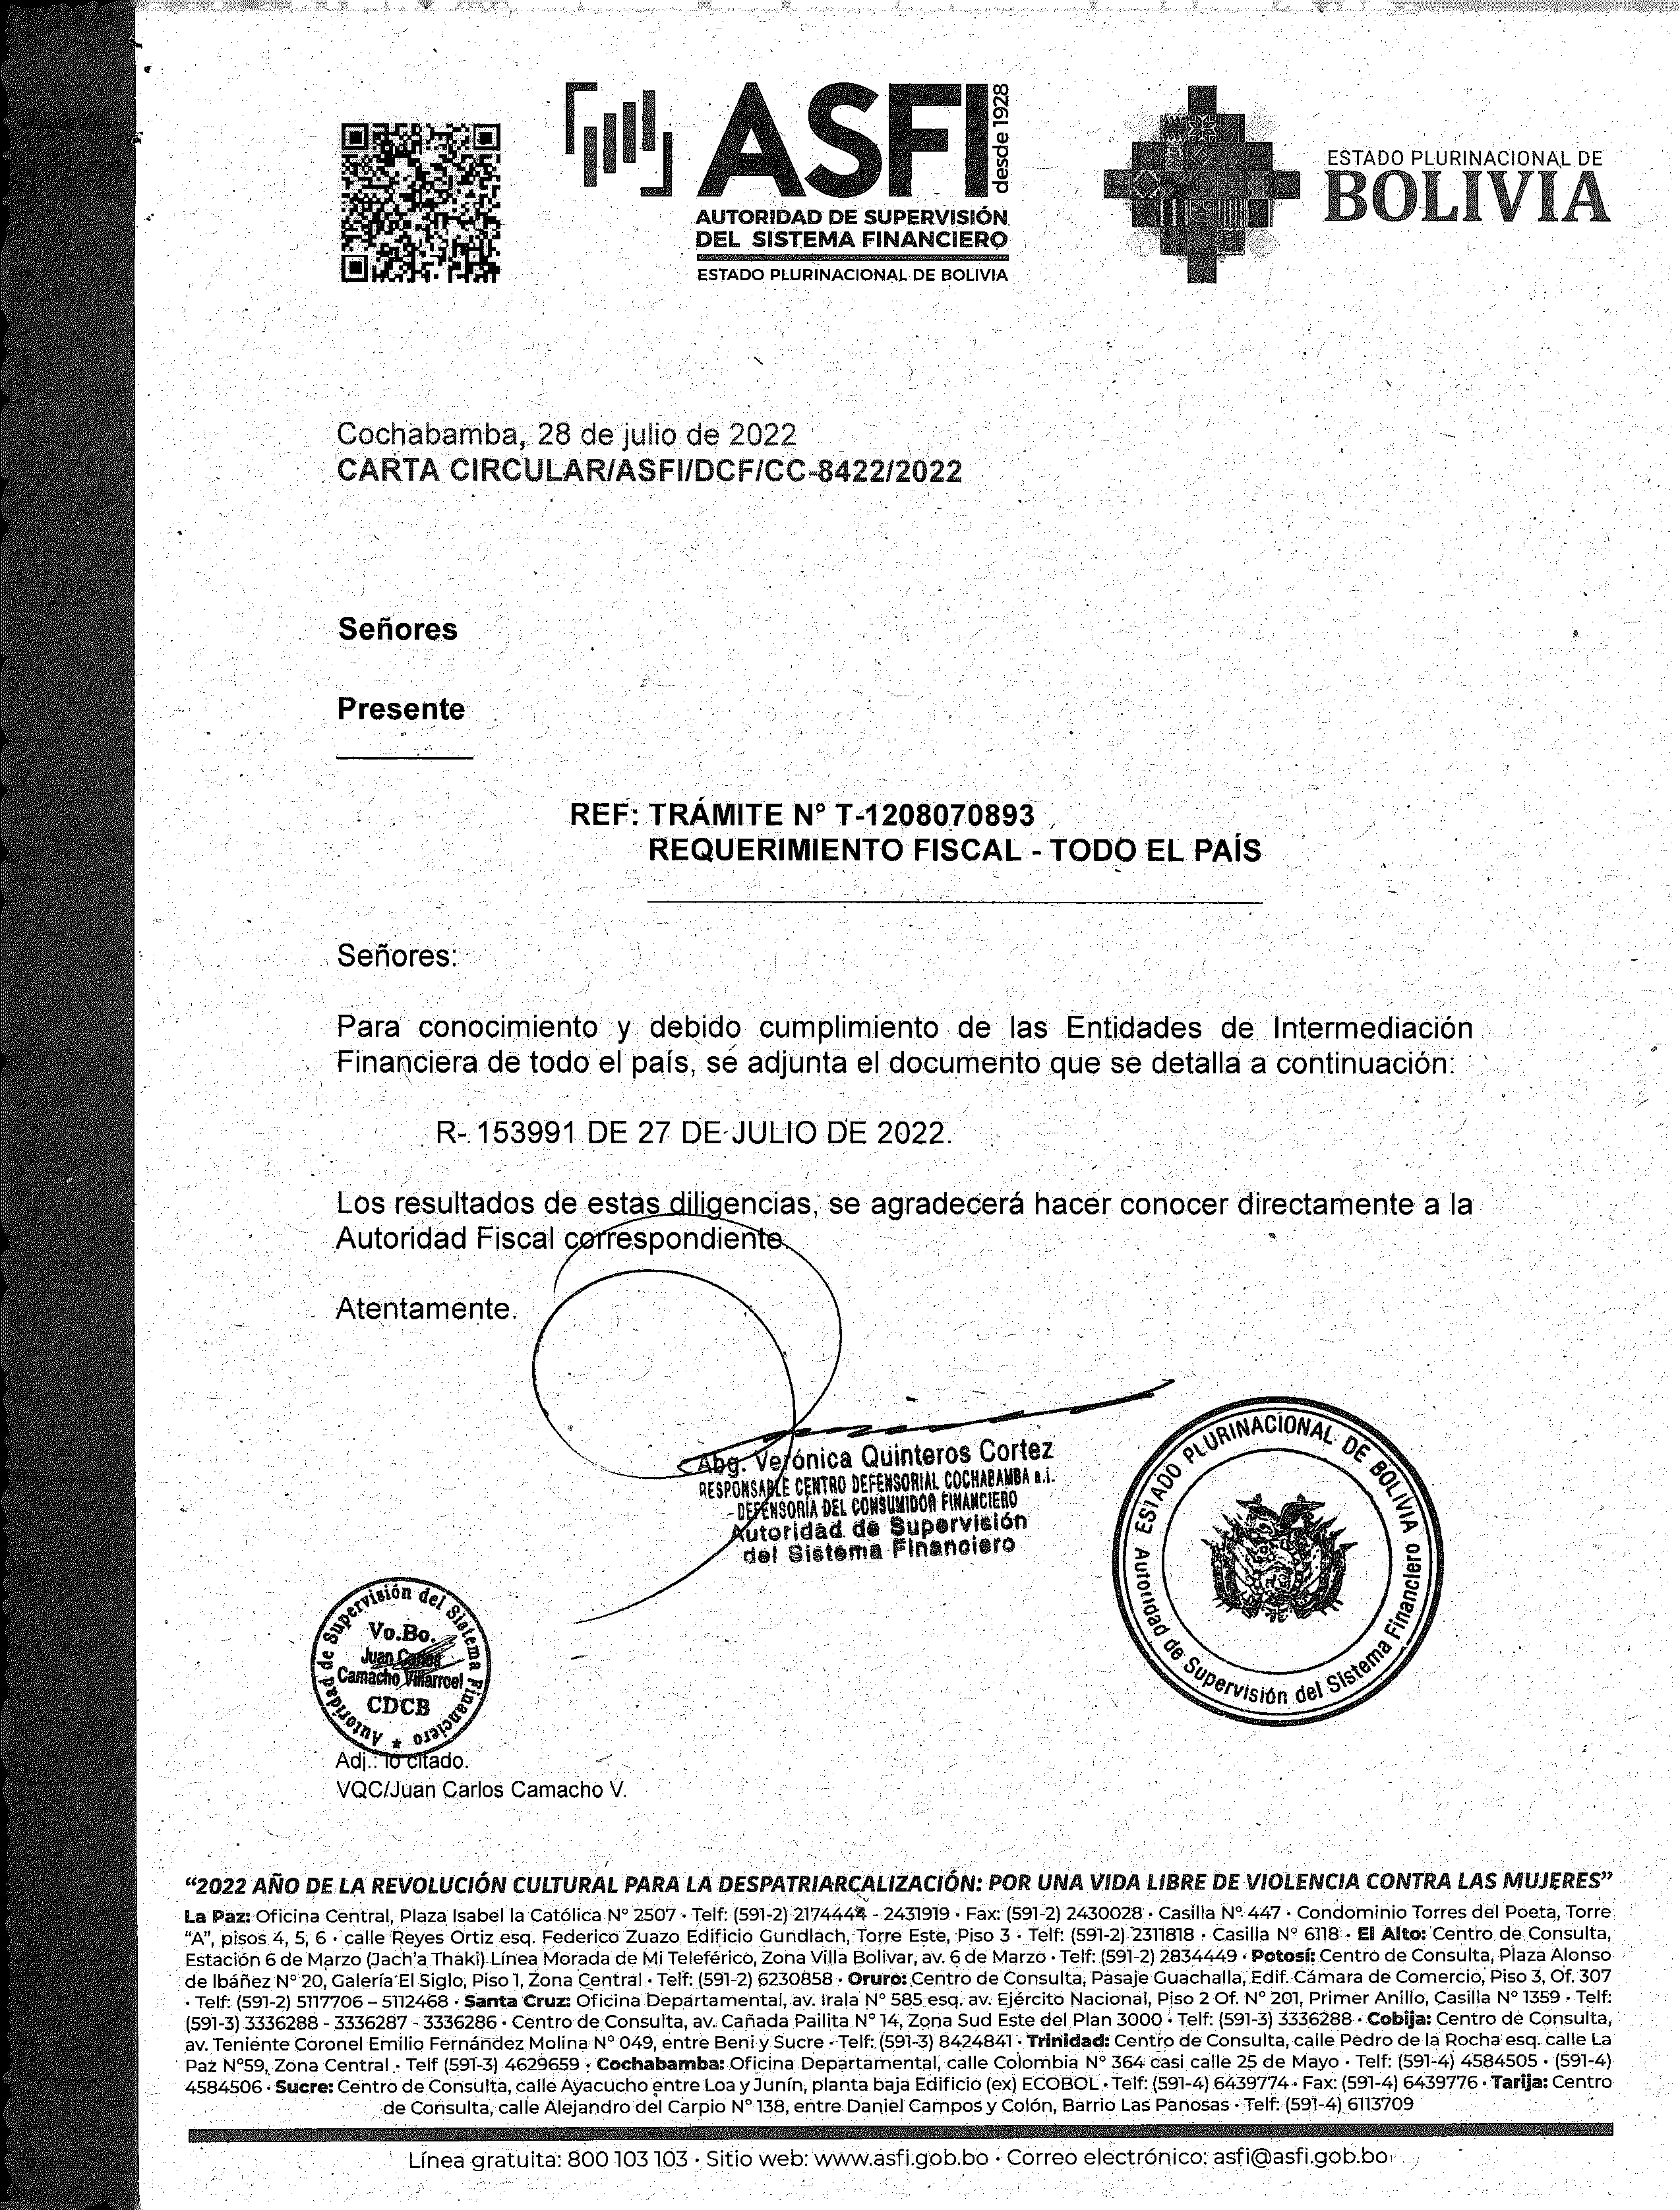 ASFI
desde 1928
AUTORIDAD DE SUPERVISIÓN
DEL SISTEMA FINANCIERO
ESTADO PLURINACIONAL DE BOLIVIA
ESTADO PLURINACIONAL DE
BOLIVIA
Cochabamba, 28 de julio de 2022
CARTA CIRCULAR/ASFI/DCF/CC-8422/2022
Señores
Presente
REF: TRÁMITE N° T-1208070893
REQUERIMIENTO FISCAL - TODO EL PAÍS
Señores:
Para conocimiento y debido cumplimiento de las Entidades de Intermediación
Financiera de todo el país, se adjunta el documento que se detalla a continuación:
R- 153991 DE 27 DE JULIO DE 2022.
Los resultados de estas diligencias, se agradecerá hacer conocer directamente a la
Autoridad Fiscal correspondiente.
Atentamente.
Abg. Verónica Quinteros Cortez
RESPONSABLE CENTRO DEFENSORIAL COCHABAMBA a.i.
DEFENSORÍA DEL CONSUMIDOR FINANCIERO
Autoridad de Supervisión
del Sistema Financiero
ESTADO PLURINACIONAL DE BOLIVIA
Autoridad de Supervisión del Sistema Financiero
Autoridad de Supervisión del Sistema Financiero
Vo.Bo.
Juan Carlos
Camacho Villarroel
CDCB
Adj.: lo citado.
VQC/Juan Carlos Camacho V.
“2022 AÑO DE LA REVOLUCIÓN CULTURAL PARA LA DESPATRIARCALIZACIÓN: POR UNA VIDA LIBRE DE VIOLENCIA CONTRA LAS MUJERES”
La Paz: Oficina Central, Plaza Isabel la Católica N° 2507 • Telf: (591-2) 2174444 - 2431919 • Fax: (591-2) 2430028 • Casilla N° 447 • Condominio Torres del Poeta, Torre
“A”, pisos 4, 5, 6 • calle Reyes Ortiz esq. Federico Zuazo Edificio Gundlach, Torre Este, Piso 3 • Telf: (591-2) 2311818 • Casilla N° 6118 • El Alto: Centro de Consulta,
Estación 6 de Marzo (Jach'a Thaki) Línea Morada de Mi Teleférico, Zona Villa Bolivar, av. 6 de Marzo • Telf: (591-2) 2834449 • Potosí: Centro de Consulta, Plaza Alonso
de Ibáñez N° 20, Galería El Siglo, Piso 1, Zona Central • Telf: (591-2) 6230858 • Oruro: Centro de Consulta, Pasaje Guachalla, Edif. Cámara de Comercio, Piso 3, Of. 307
• Telf: (591-2) 5117706 – 5112468 • Santa Cruz: Oficina Departamental, av. Irala N° 585 esq. av. Ejército Nacional, Piso 2 Of. N° 201, Primer Anillo, Casilla N° 1359 • Telf:
(591-3) 3336288 - 3336287 - 3336286 • Centro de Consulta, av. Cañada Pailita N° 14, Zona Sud Este del Plan 3000 • Telf: (591-3) 3336288 • Cobija: Centro de Consulta,
av. Teniente Coronel Emilio Fernández Molina N° 049, entre Beni y Sucre • Telf: (591-3) 8424841 • Trinidad: Centro de Consulta, calle Pedro de la Rocha esq. calle La
Paz N°59, Zona Central • Telf (591-3) 4629659 • Cochabamba: Oficina Departamental, calle Colombia N° 364 casi calle 25 de Mayo • Telf: (591-4) 4584505 • (591-4)
4584506 • Sucre: Centro de Consulta, calle Ayacucho entre Loa y Junín, planta baja Edificio (ex) ECOBOL • Telf: (591-4) 6439774 • Fax: (591-4) 6439776 • Tarija: Centro
de Consulta, calle Alejandro del Carpio N° 138, entre Daniel Campos y Colón, Barrio Las Panosas • Telf: (591-4) 6113709
Línea gratuita: 800 103 103 • Sitio web: www.asfi.gob.bo • Correo electrónico: asfi@asfi.gob.bo